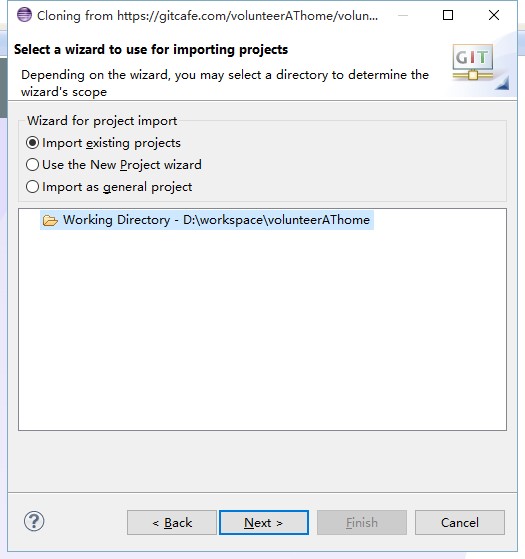 Cloning from https://gitcafe.com/volunteerAThome/volun...
Select a wizard to use for importing projects
Depending on the wizard, you may select a directory to determine the
wizard's scope
GIT
Wizard for project import
Import existing projects
Use the New Project wizard
Import as general project
Working Directory - D:\workspace\volunteerAThome
?
< Back
Next >
Finish
Cancel